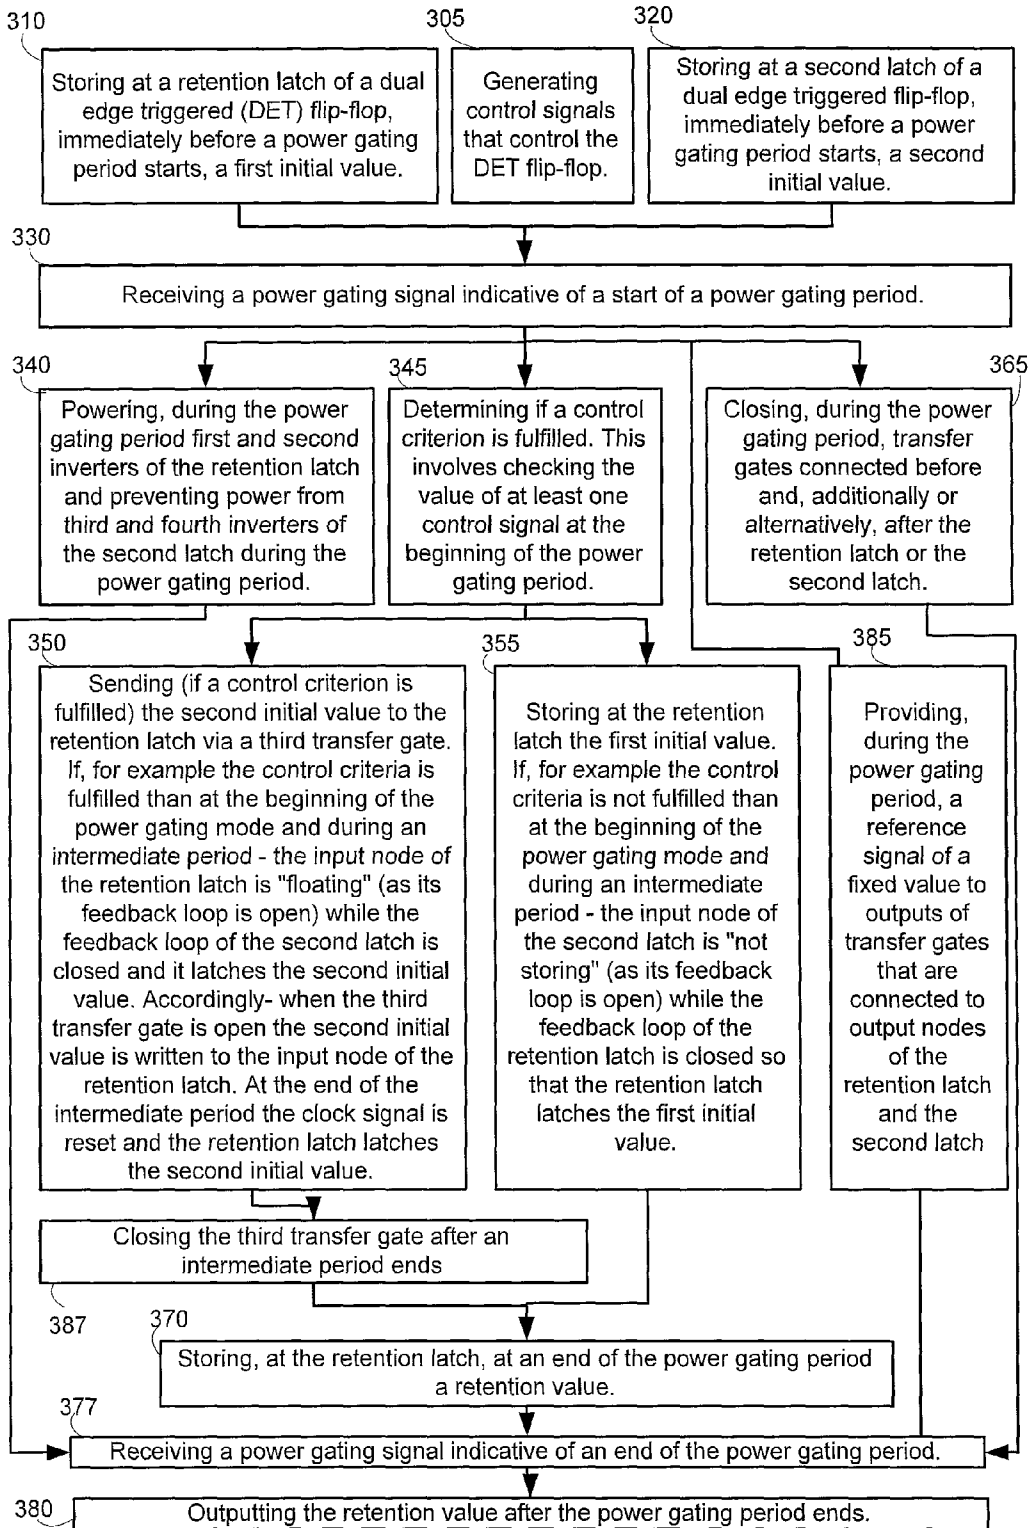 310
305
320
Storing at a retention latch of a dual
edge triggered (DET) flip-flop,
immediately before a power gating
period starts, a first initial value.
Generating
control signals
that control the
DET flip-flop.
Storing at a second latch of a
dual edge triggered flip-flop,
immediately before a power
gating period starts, a second
initial value.
330
Receiving a power gating signal indicative of a start of a power gating period.
340
345
365
Powering, during the power
gating period first and second
inverters of the retention latch
and preventing power from
third and fourth inverters of
the second latch during the
power gating period.
Determining if a control
criterion is fulfilled. This
involves checking the
value of at least one
control signal at the
beginning of the power
gating period.
Closing, during the power
gating period, transfer
gates connected before
and, additionally or
alternatively, after the
retention latch or the
second latch.
350
355
385
Sending (if a control criterion is
fulfilled) the second initial value to the
retention latch via a third transfer gate.
If, for example the control criteria is
fulfilled than at the beginning of the
power gating mode and during an
intermediate period - the input node of
the retention latch is "floating" (as its
feedback loop is open) while the
feedback loop of the second latch is
closed and it latches the second initial
value. Accordingly- when the third
transfer gate is open the second initial
value is written to the input node of the
retention latch. At the end of the
intermediate period the clock signal is
reset and the retention latch latches
the second initial value.
Storing at the retention
latch the first initial value.
If, for example the control
criteria is not fulfilled than
at the beginning of the
power gating mode and
during an intermediate
period - the input node of
the second latch is "not
storing" (as its feedback
loop is open) while the
feedback loop of the
retention latch is closed so
that the retention latch
latches the first initial
value.
Providing,
during the
power gating
period, a
reference
signal of a
fixed value to
outputs of
transfer gates
that are
connected to
output nodes
of the
retention latch
and the
second latch
Closing the third transfer gate after an
intermediate period ends
387
370
Storing, at the retention latch, at an end of the power gating period
a retention value.
377
Receiving a power gating signal indicative of an end of the power gating period.
380
Outputting the retention value after the power gating period ends.